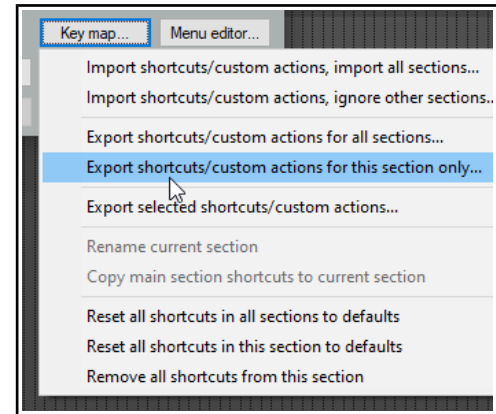 Key map... Menu editor...
Import shortcuts/custom actions, import all sections...
Import shortcuts/custom actions, ignore other sections..
Export shortcuts/custom actions for all sections...
Export shortcuts/custom actions for this section only...
Export selected shortcuts/custom actions...
Rename current section
Copy main section shortcuts to current section
Reset all shortcuts in all sections to defaults
Reset all shortcuts in this section to defaults
Remove all shortcuts from this section